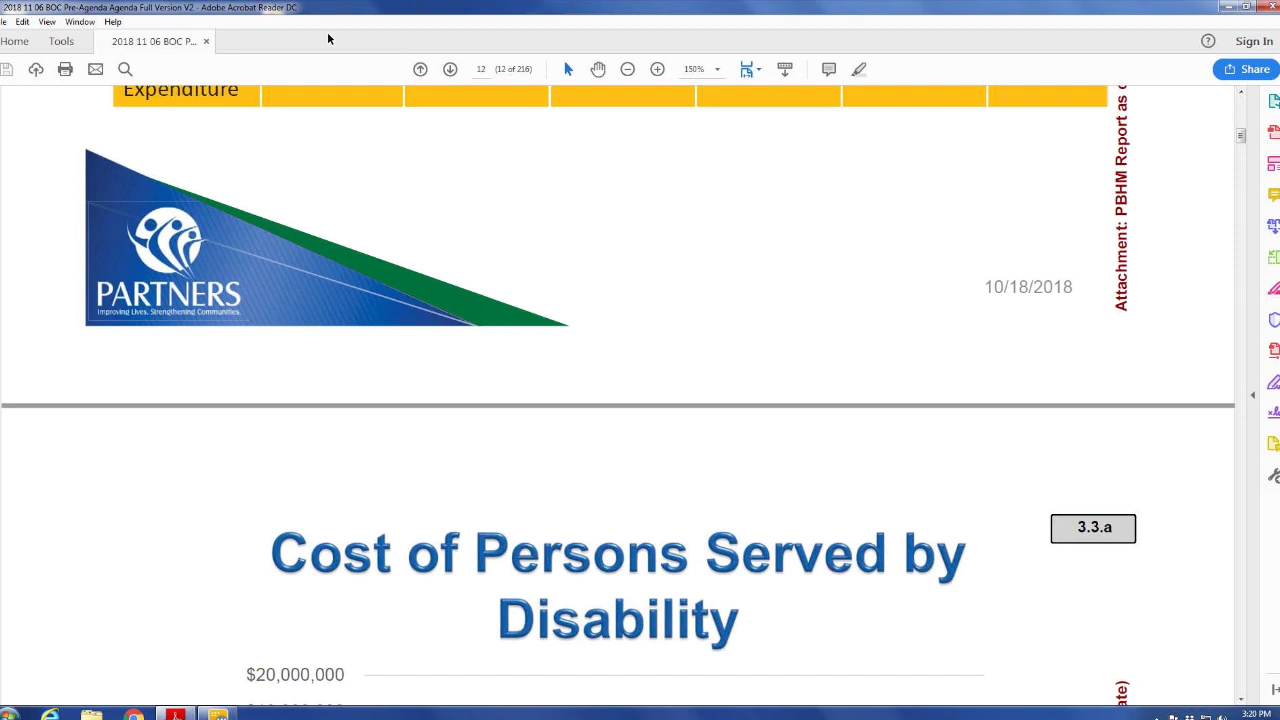 2018 11 06 BOC Pre-Agenda Agenda Full Version V2 - Adobe Acrobat Reader DC
Edit View Window Help
Home Tools 2018 11 06 BOC P... × Sign In
12 (12 of 216) 150% Share
Expenditure
Attachment: PBHM Report as
PARTNERS
Improving Lives. Strengthening Communities.
10/18/2018
3.3.a
Cost of Persons Served by
Disability
$20,000,000
ate)
3:20 PM